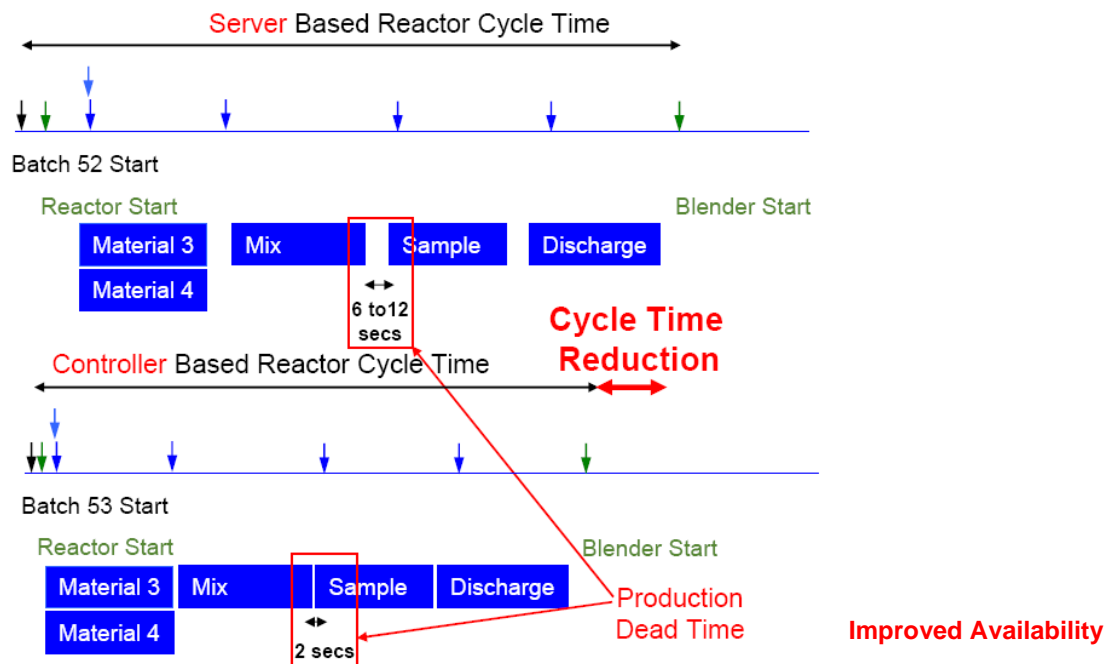 Server Based Reactor Cycle Time
Batch 52 Start
Reactor Start
Blender Start
Material 3
Mix
Sample
Discharge
Material 4
6 to12
secs
Cycle Time
Reduction
Controller Based Reactor Cycle Time
Batch 53 Start
Reactor Start
Blender Start
Material 3
Mix
Sample
Discharge
Material 4
2 secs
Production
Dead Time
Improved Availability